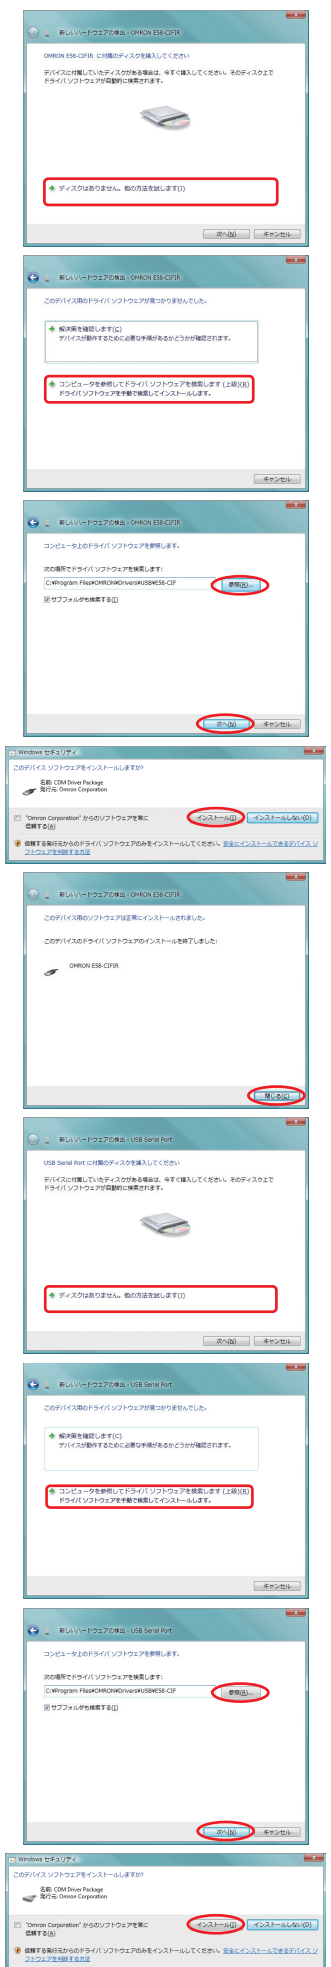 新しいハードウェアの検出 - OMRON E58-CIFIR
OMRON E58-CIFIR に付属のディスクを挿入してください
デバイスに付属していたディスクがある場合は、今すぐ挿入してください。そのディスク上で
ドライバ ソフトウェアが自動的に検索されます。
ディスクはありません。他の方法を試します(I)
次へ(N) キャンセル
新しいハードウェアの検出 - OMRON E58-CIFIR
このデバイス用のドライバ ソフトウェアが見つかりませんでした。
解決策を確認します(C)
デバイスが動作するために必要な手順があるかどうかが確認されます。
コンピュータを参照してドライバ ソフトウェアを検索します (上級)(R)
ドライバ ソフトウェアを手動で検索してインストールします。
キャンセル
新しいハードウェアの検出 - OMRON E58-CIFIR
コンピュータ上のドライバ ソフトウェアを参照します。
次の場所でドライバ ソフトウェアを検索します:
C:¥Program Files¥OMRON¥Drivers¥USB¥E58-CIF 参照(R)...
サブフォルダも検索する(I)
次へ(N) キャンセル
Windows セキュリティ
このデバイス ソフトウェアをインストールしますか?
名前: CDM Driver Package
発行元: Omron Corporation
"Omron Corporation" からのソフトウェアを常に
信頼する(A)
インストール(I) インストールしない(N)
信頼する発行元からのドライバ ソフトウェアのみをインストールしてください。安全にインストールできるデバイス ソ
フトウェアを判断する方法
新しいハードウェアの検出 - OMRON E58-CIFIR
このデバイス用のソフトウェアは正常にインストールされました。
このデバイスのドライバ ソフトウェアのインストールを終了しました:
OMRON E58-CIFIR
閉じる(C)
新しいハードウェアの検出 - USB Serial Port
USB Serial Port に付属のディスクを挿入してください
デバイスに付属していたディスクがある場合は、今すぐ挿入してください。そのディスク上で
ドライバ ソフトウェアが自動的に検索されます。
ディスクはありません。他の方法を試します(I)
次へ(N) キャンセル
新しいハードウェアの検出 - USB Serial Port
このデバイス用のドライバ ソフトウェアが見つかりませんでした。
解決策を確認します(C)
デバイスが動作するために必要な手順があるかどうかが確認されます。
コンピュータを参照してドライバ ソフトウェアを検索します (上級)(R)
ドライバ ソフトウェアを手動で検索してインストールします。
キャンセル
新しいハードウェアの検出 - USB Serial Port
コンピュータ上のドライバ ソフトウェアを参照します。
次の場所でドライバ ソフトウェアを検索します:
C:¥Program Files¥OMRON¥Drivers¥USB¥E58-CIF 参照(R)...
サブフォルダも検索する(I)
次へ(N) キャンセル
Windows セキュリティ
このデバイス ソフトウェアをインストールしますか?
名前: CDM Driver Package
発行元: Omron Corporation
"Omron Corporation" からのソフトウェアを常に
信頼する(A)
インストール(I) インストールしない(N)
信頼する発行元からのドライバ ソフトウェアのみをインストールしてください。安全にインストールできるデバイス ソ
フトウェアを判断する方法